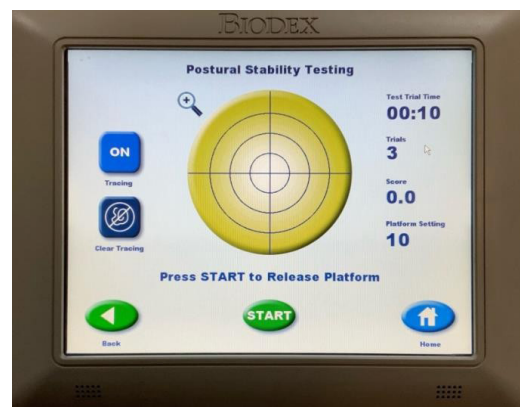 BIODEX
Postural Stability Testing
Test Trial Time
00:10
Trials
3
Score
0.0
Platform Setting
10
ON
Tracing
Clear Tracing
Press START to Release Platform
START
Back
Home